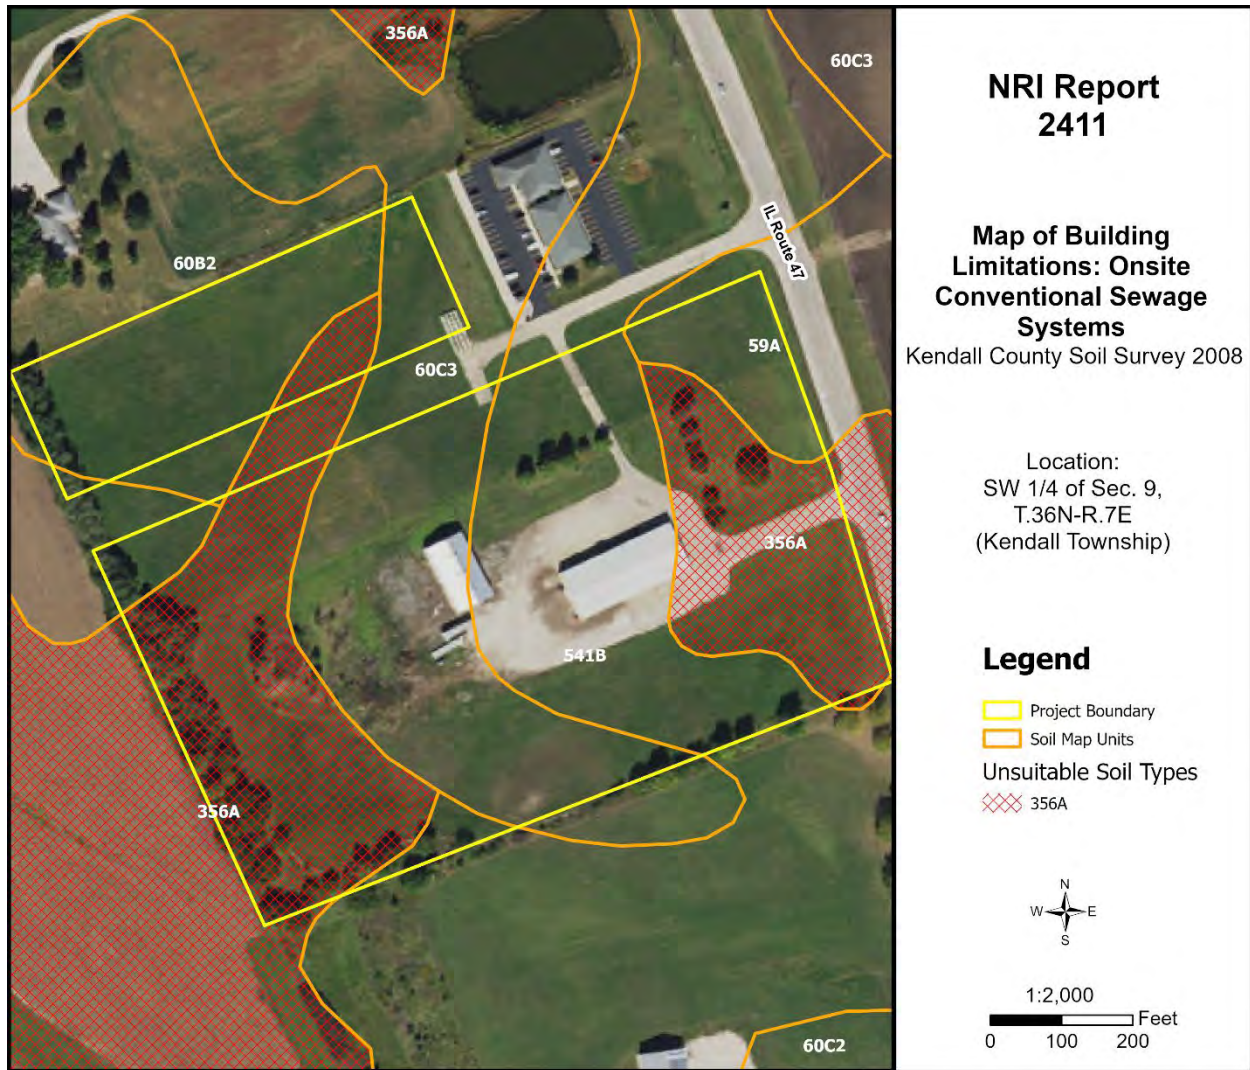 356A
60C3
60B2
IL Route 47
60C3
59A
356A
541B
356A
60C2
NRI Report
2411
Map of Building
Limitations: Onsite
Conventional Sewage
Systems
Kendall County Soil Survey 2008
Location:
SW 1/4 of Sec. 9,
T.36N-R.7E
(Kendall Township)
Legend
Project Boundary
Soil Map Units
Unsuitable Soil Types
356A
N
W E
S
1:2,000
Feet
0 100 200